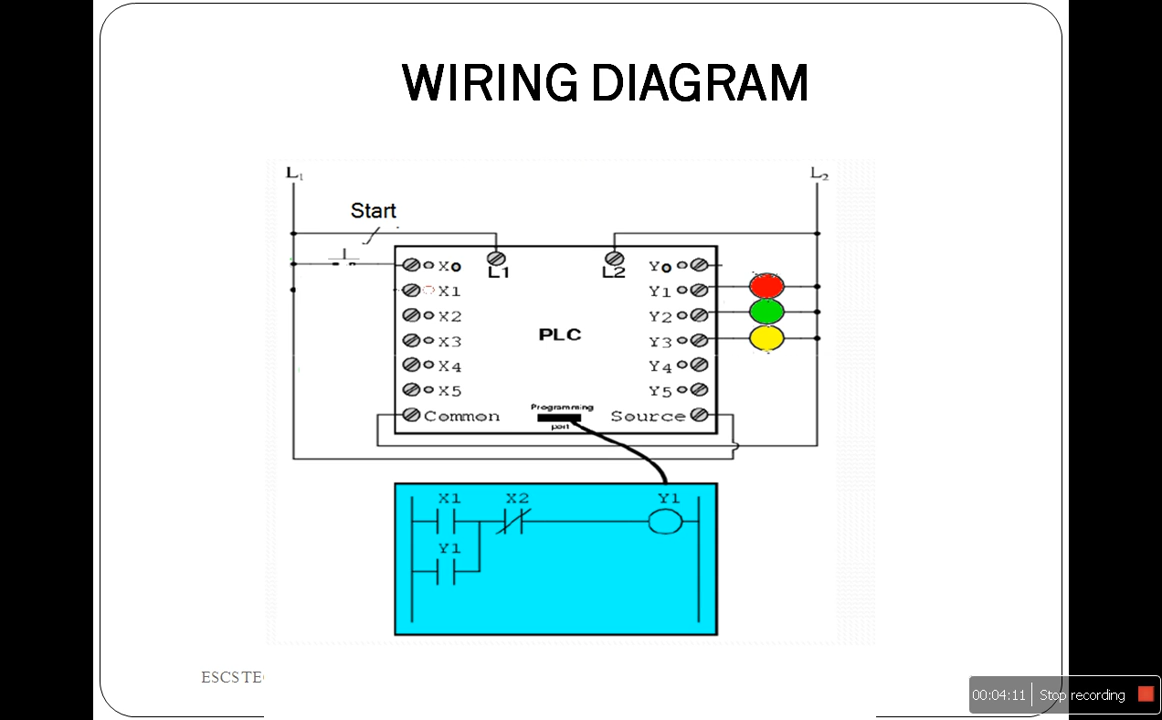 WIRING DIAGRAM
L1 L2
Start
L1 L2
X0 Y0
X1 Y1
X2 Y2
PLC
X3 Y3
X4 Y4
X5 Y5
Programming
Common Source
port
X1 X2 Y1
Y1
ESCS TE
00:04:11 Stop recording